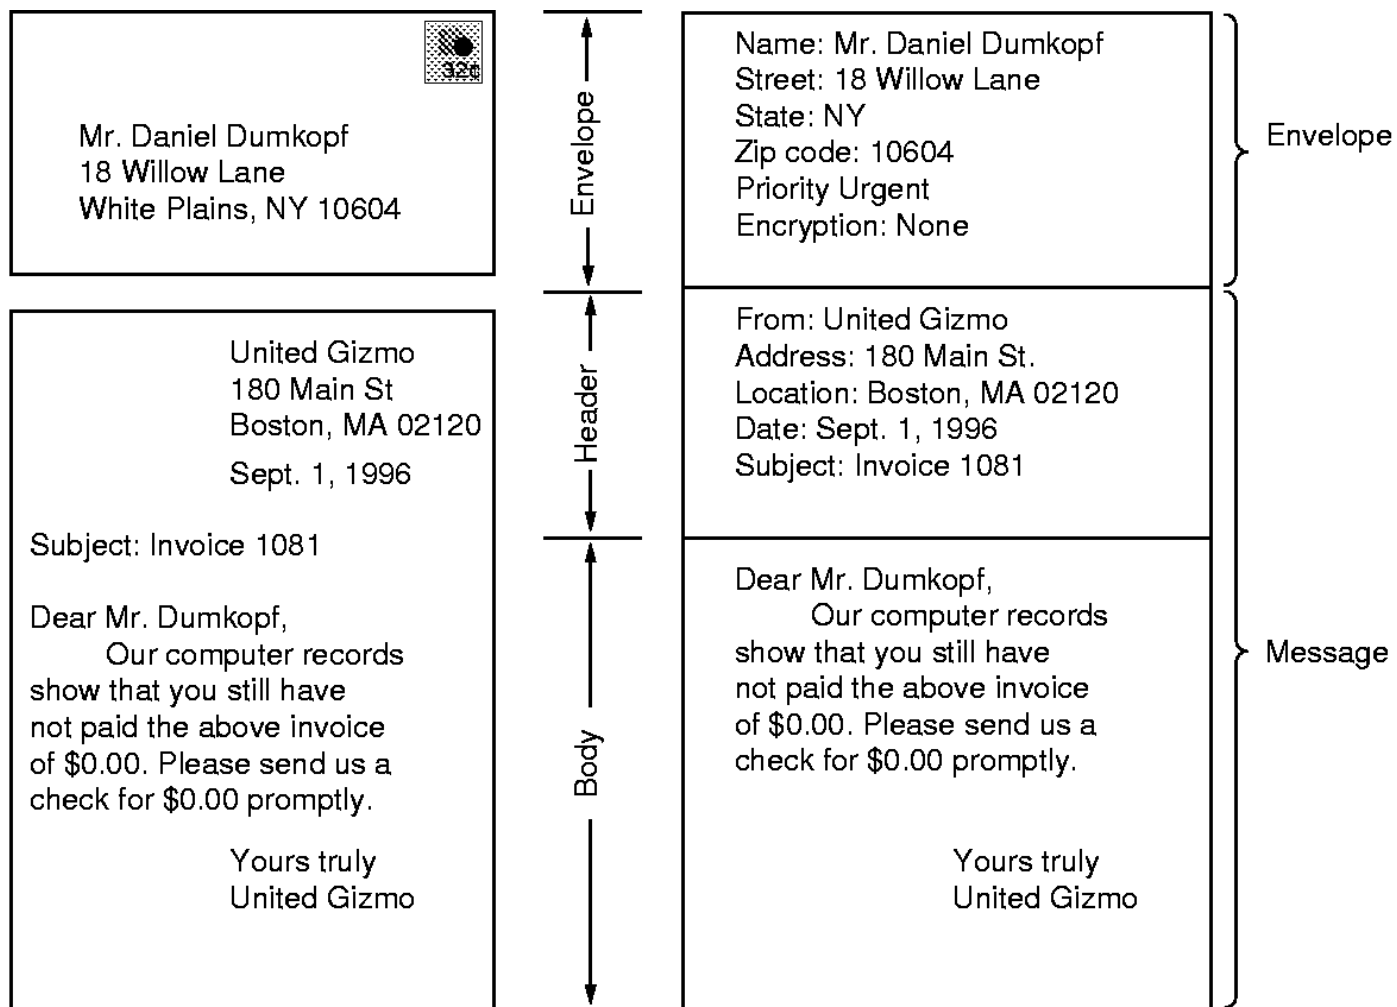 32¢
Mr. Daniel Dumkopf
18 Willow Lane
White Plains, NY 10604
United Gizmo
180 Main St
Boston, MA 02120
Sept. 1, 1996
Subject: Invoice 1081
Dear Mr. Dumkopf,
Our computer records
show that you still have
not paid the above invoice
of $0.00. Please send us a
check for $0.00 promptly.
Yours truly
United Gizmo
Envelope
Header
Body
Name: Mr. Daniel Dumkopf
Street: 18 Willow Lane
State: NY
Zip code: 10604
Priority Urgent
Encryption: None
From: United Gizmo
Address: 180 Main St.
Location: Boston, MA 02120
Date: Sept. 1, 1996
Subject: Invoice 1081
Dear Mr. Dumkopf,
Our computer records
show that you still have
not paid the above invoice
of $0.00. Please send us a
check for $0.00 promptly.
Yours truly
United Gizmo
Envelope
Message